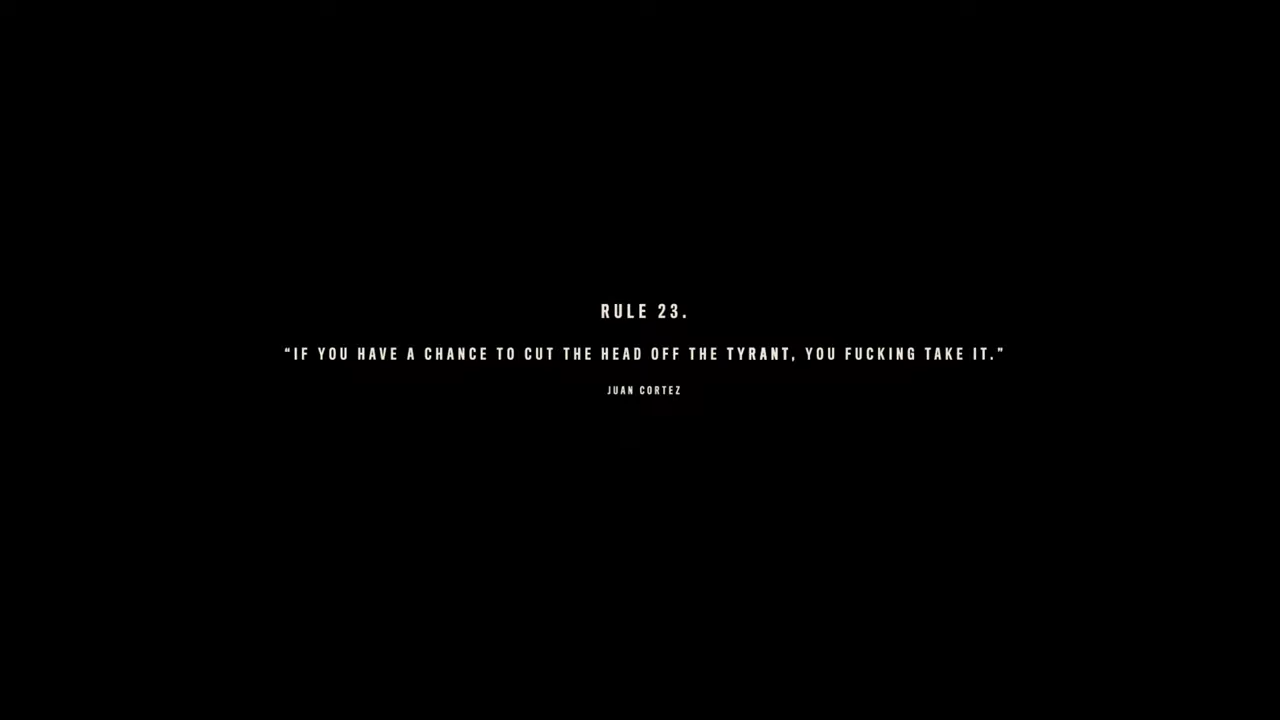 RULE 23.
“IF YOU HAVE A CHANCE TO CUT THE HEAD OFF THE TYRANT, YOU FUCKING TAKE IT.”
JUAN CORTEZ